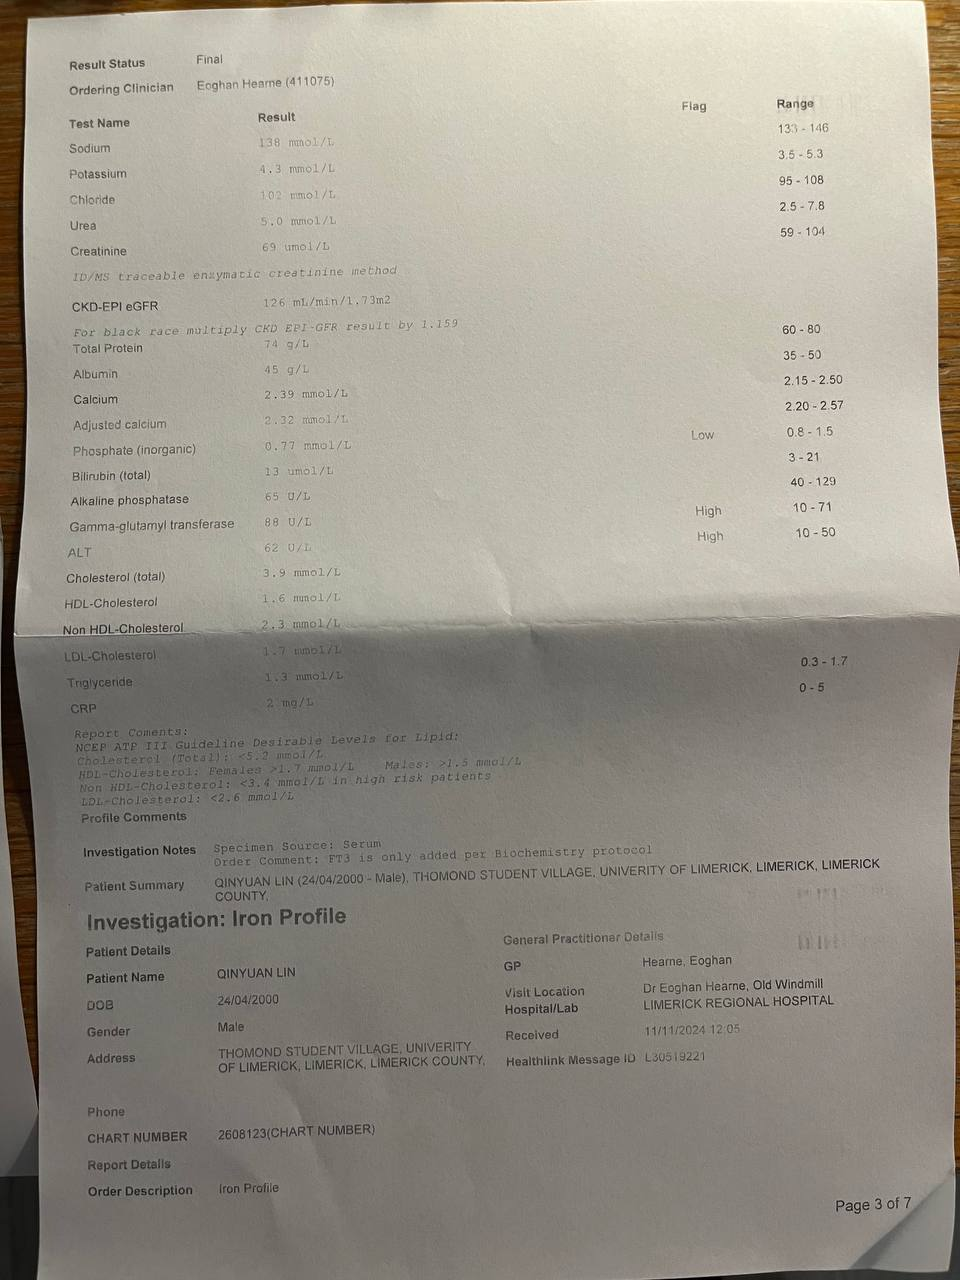 Result Status Final
Ordering Clinician Eoghan Hearne (411075)
Test Name Result Flag Range
Sodium 138 mmol/L 133 - 146
Potassium 4.3 mmol/L 3.5 - 5.3
Chloride 102 mmol/L 95 - 108
Urea 5.0 mmol/L 2.5 - 7.8
Creatinine 69 umol/L 59 - 104
ID/MS traceable enzymatic creatinine method
CKD-EPI eGFR 126 mL/min/1.73m2
For black race multiply CKD EPI-GFR result by 1.159
Total Protein 74 g/L 60 - 80
Albumin 45 g/L 35 - 50
Calcium 2.39 mmol/L 2.15 - 2.50
Adjusted calcium 2.32 mmol/L 2.20 - 2.57
Phosphate (inorganic) 0.77 mmol/L Low 0.8 - 1.5
Bilirubin (total) 13 umol/L 3 - 21
Alkaline phosphatase 65 U/L 40 - 129
Gamma-glutamyl transferase 88 U/L High 10 - 71
ALT 62 U/L High 10 - 50
Cholesterol (total) 3.9 mmol/L
HDL-Cholesterol 1.6 mmol/L
Non HDL-Cholesterol 2.3 mmol/L
LDL-Cholesterol 1.7 mmol/L
Triglyceride 1.3 mmol/L 0.3 - 1.7
CRP 2 mg/L 0 - 5
Report Coments:
NCEP ATP III Guideline Desirable Levels for Lipid:
Cholesterol (Total): <5.2 mmol/L
HDL-Cholesterol: Females >1.7 mmol/L Males: >1.5 mmol/L
Non HDL-Cholesterol: <3.4 mmol/L in high risk patients
LDL-Cholesterol: <2.6 mmol/L
Profile Comments
Investigation Notes Specimen Source: Serum
Order Comment: FT3 is only added per Biochemistry protocol
Patient Summary QINYUAN LIN (24/04/2000 - Male), THOMOND STUDENT VILLAGE, UNIVERITY OF LIMERICK, LIMERICK, LIMERICK
COUNTY,
Investigation: Iron Profile
Patient Details General Practitioner Details
Patient Name QINYUAN LIN GP Hearne, Eoghan
DOB 24/04/2000 Visit Location Dr Eoghan Hearne, Old Windmill
Hospital/Lab LIMERICK REGIONAL HOSPITAL
Gender Male Received 11/11/2024 12:05
Address THOMOND STUDENT VILLAGE, UNIVERITY
OF LIMERICK, LIMERICK, LIMERICK COUNTY, Healthlink Message ID L30519221
Phone
CHART NUMBER 2608123(CHART NUMBER)
Report Details
Order Description Iron Profile
Page 3 of 7